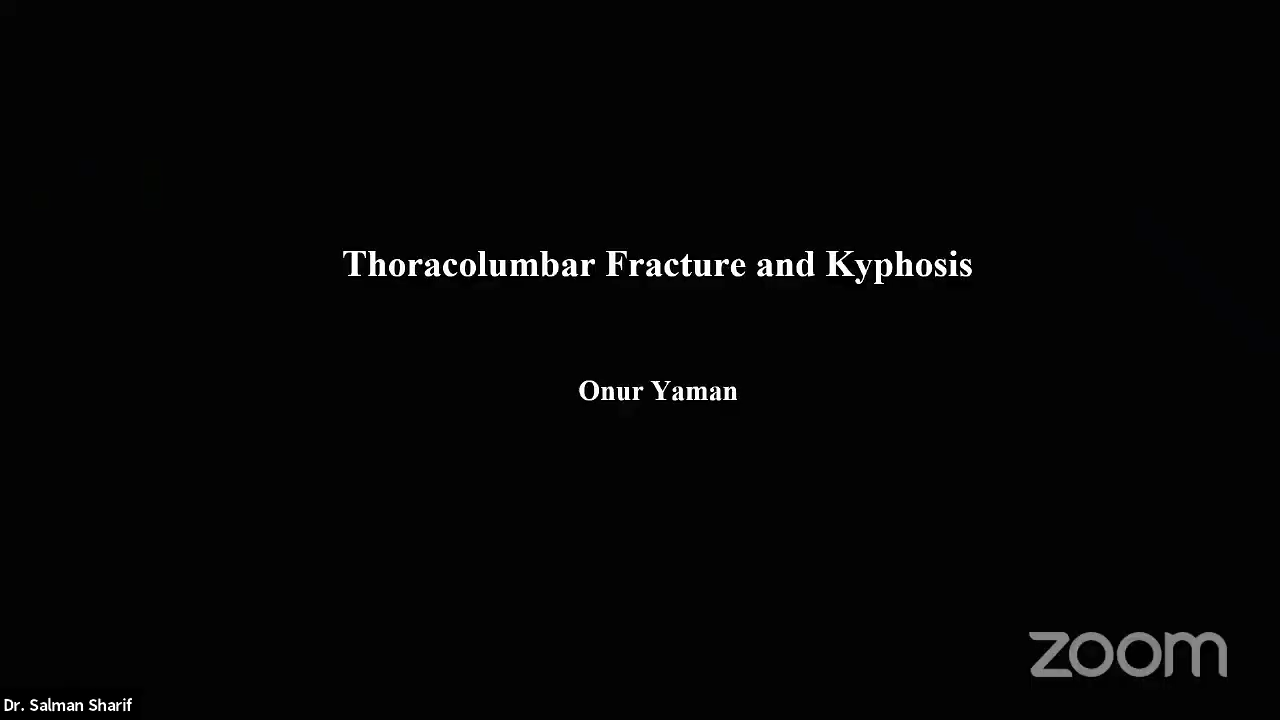 Thoracolumbar Fracture and Kyphosis
Onur Yaman
zoom
Dr. Salman Sharif